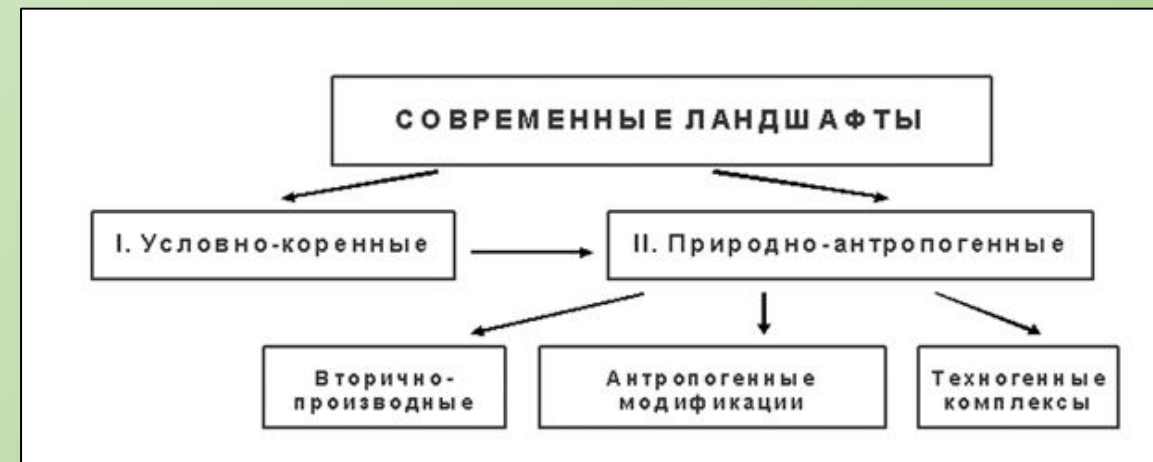 СОВРЕМЕННЫЕ ЛАНДШАФТЫ
I. Условно-коренные
II. Природно-антропогенные
Вторично-
производные
Антропогенные
модификации
Техногенные
комплексы